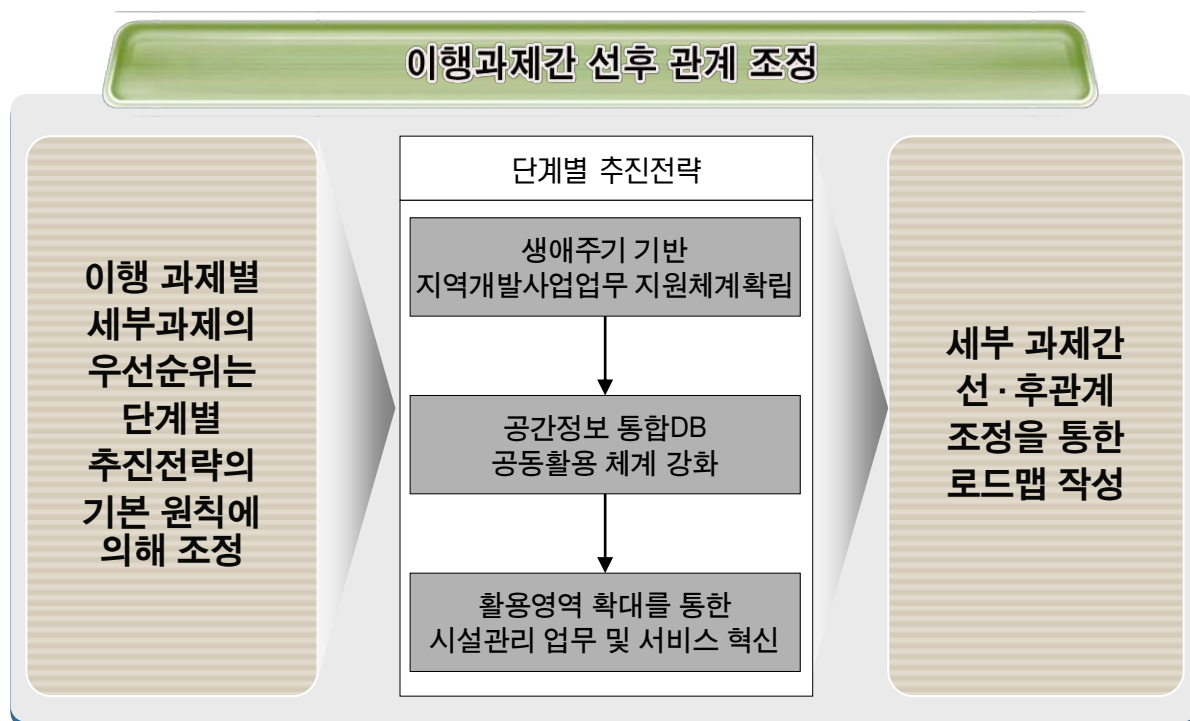 이행과제간 선후 관계 조정
이행 과제별
세부과제의
우선순위는
단계별
추진전략의
기본 원칙에
의해 조정
단계별 추진전략
생애주기 기반
지역개발사업업무 지원체계확립
공간정보 통합DB
공동활용 체계 강화
활용영역 확대를 통한
시설관리 업무 및 서비스 혁신
세부 과제간
선·후관계
조정을 통한
로드맵 작성